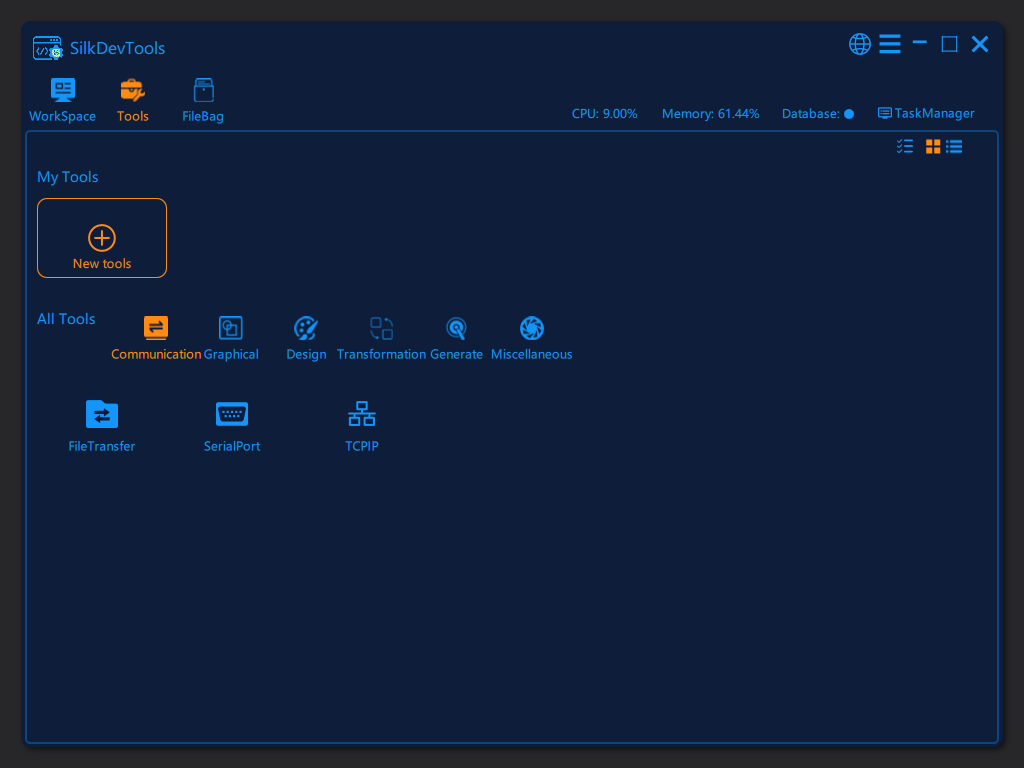 SilkDevTools
WorkSpace Tools FileBag
CPU: 9.00% Memory: 61.44% Database: TaskManager
My Tools
New tools
All Tools
Communication Graphical Design Transformation Generate Miscellaneous
FileTransfer SerialPort TCPIP